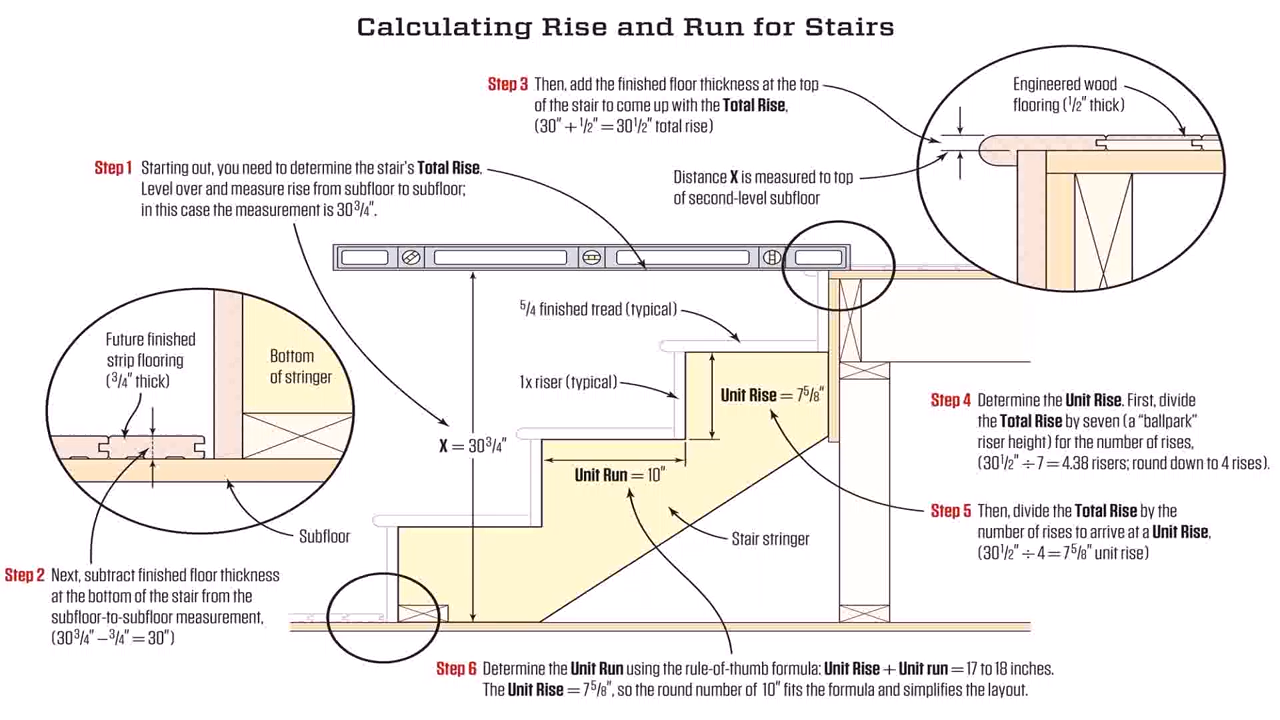 Calculating Rise and Run for Stairs
Step 3 Then, add the finished floor thickness at the top
of the stair to come up with the Total Rise,
(30″ + 1/2″ = 30 1/2″ total rise)
Engineered wood
flooring (1/2″ thick)
Step 1 Starting out, you need to determine the stair's Total Rise.
Level over and measure rise from subfloor to subfloor;
in this case the measurement is 30 3/4″.
Distance X is measured to top
of second-level subfloor
5/4 finished tread (typical)
Future finished
strip flooring
(3/4″ thick)
Bottom
of stringer
1x riser (typical)
Unit Rise = 7 5/8″
X = 30 3/4″
Unit Run = 10″
Step 4 Determine the Unit Rise. First, divide
the Total Rise by seven (a “ballpark”
riser height) for the number of rises,
(30 1/2″ ÷ 7 = 4.38 risers; round down to 4 rises).
Subfloor
Stair stringer
Step 5 Then, divide the Total Rise by the
number of rises to arrive at a Unit Rise,
(30 1/2″ ÷ 4 = 7 5/8″ unit rise)
Step 2 Next, subtract finished floor thickness
at the bottom of the stair from the
subfloor-to-subfloor measurement,
(30 3/4″ – 3/4″ = 30″)
Step 6 Determine the Unit Run using the rule-of-thumb formula: Unit Rise + Unit run = 17 to 18 inches.
The Unit Rise = 7 5/8″, so the round number of 10″ fits the formula and simplifies the layout.